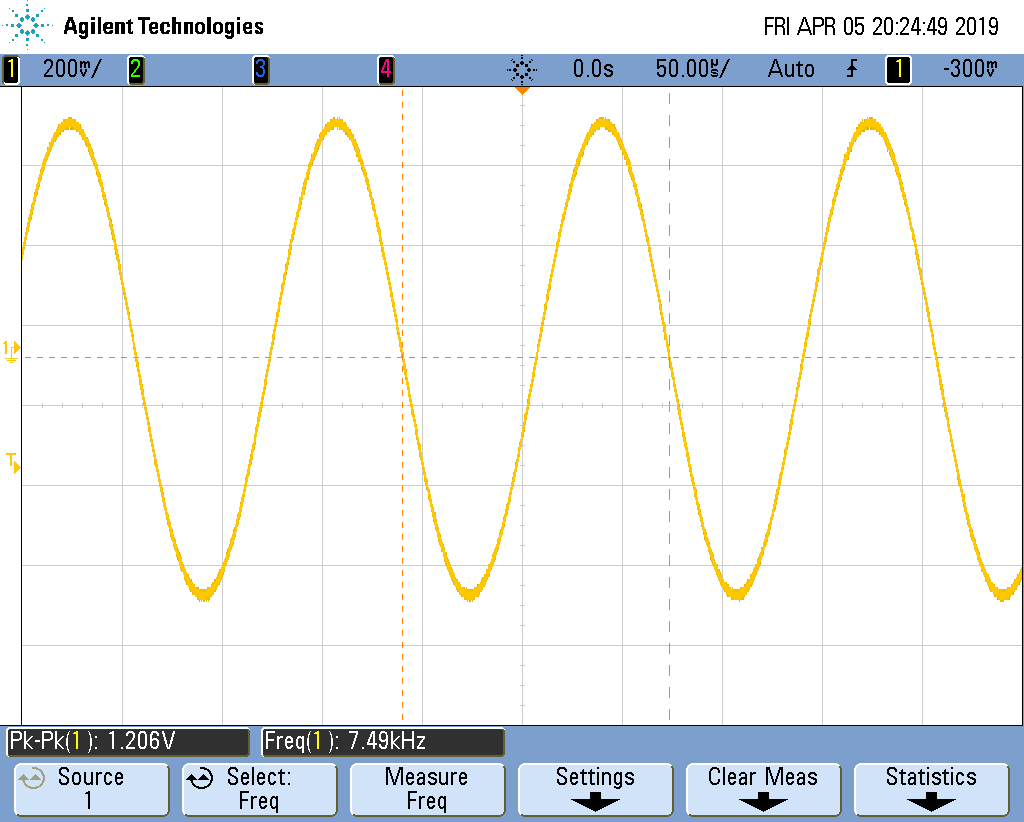 Agilent Technologies FRI APR 05 20:24:49 2019
1 200mV/ 2 3 4 0.0s 50.00us/ Auto 1 -300mV
1
T
Pk-Pk(1): 1.206V Freq(1): 7.49kHz
Source Select: Measure Settings Clear Meas Statistics
1 Freq Freq